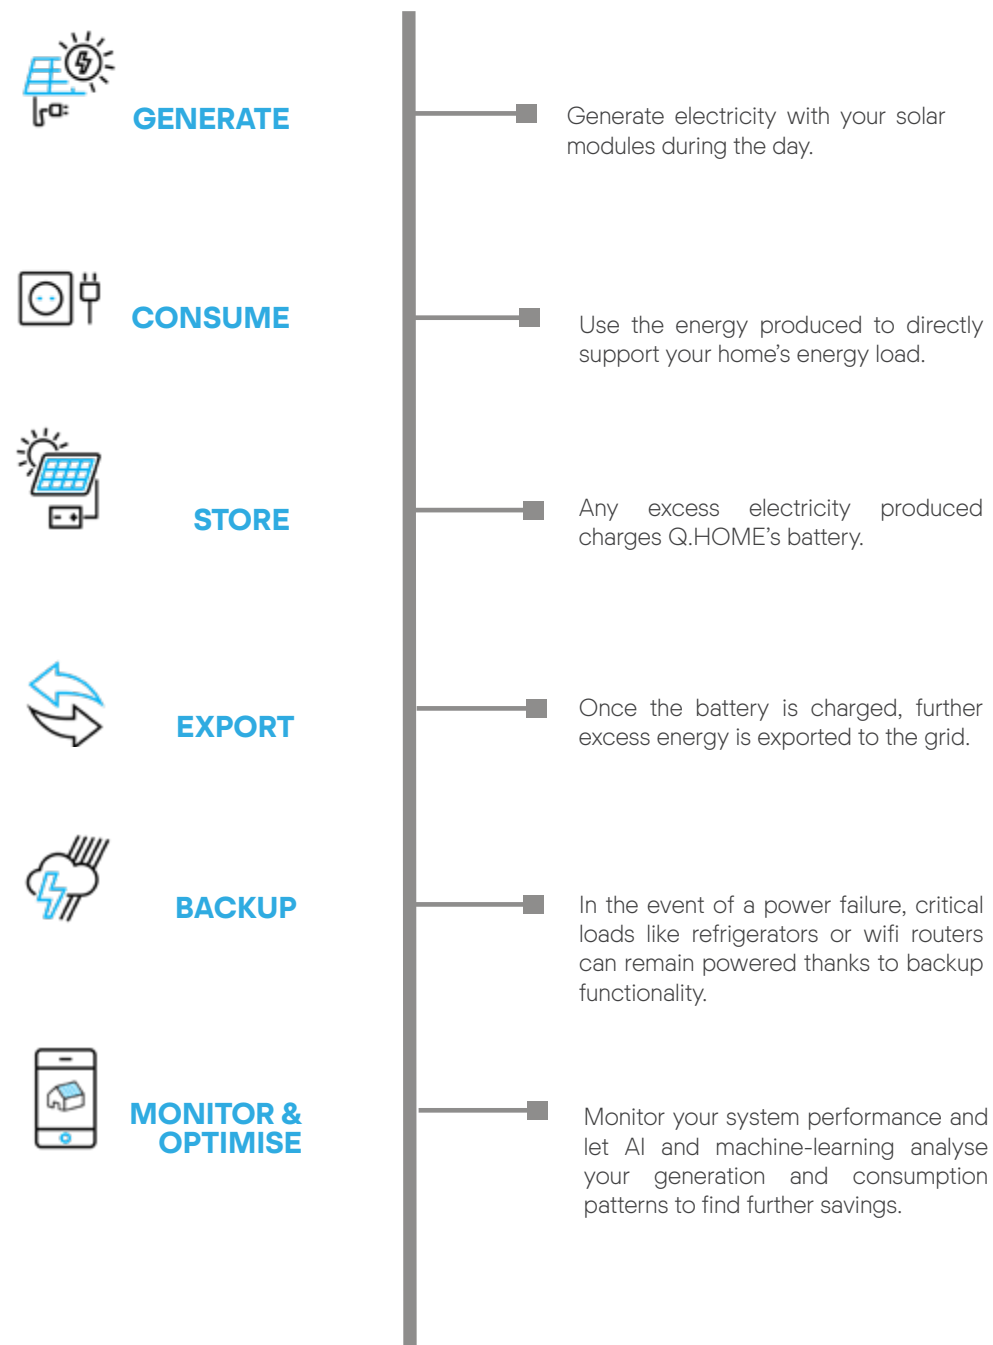 GENERATE
Generate electricity with your solar
modules during the day.
CONSUME
Use the energy produced to directly
support your home’s energy load.
STORE
Any excess electricity produced
charges Q.HOME’s battery.
EXPORT
Once the battery is charged, further
excess energy is exported to the grid.
BACKUP
In the event of a power failure, critical
loads like refrigerators or wifi routers
can remain powered thanks to backup
functionality.
MONITOR &
OPTIMISE
Monitor your system performance and
let AI and machine-learning analyse
your generation and consumption
patterns to find further savings.